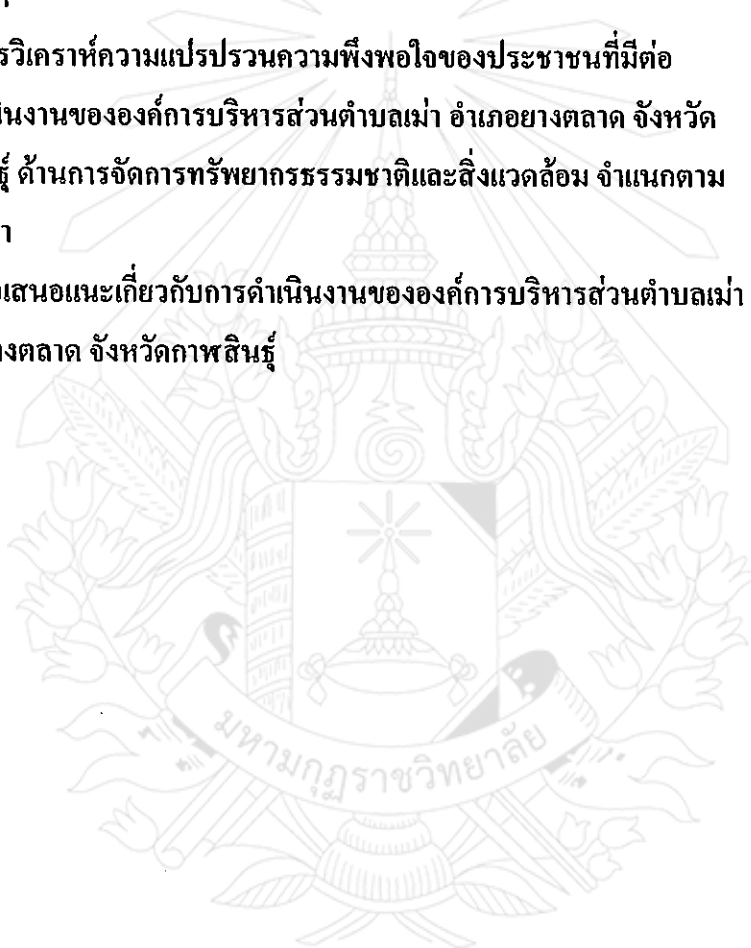 รวิเคราะห์ความแปรปรวนความพึงพอใจของประชาชนที่มีต่อ
นินงานขององค์การบริหารส่วนตำบลเม่า อำเภอยางตลาด จังหวัด
ธุ์ ด้านการจัดการทรัพยากรธรรมชาติและสิ่งแวดล้อม จำแนกตาม
า
อเสนอแนะเกี่ยวกับการดำเนินงานขององค์การบริหารส่วนตำบลเม่า
างตลาด จังหวัดกาฬสินธุ์
มหามกุฏราชวิทยาลัย